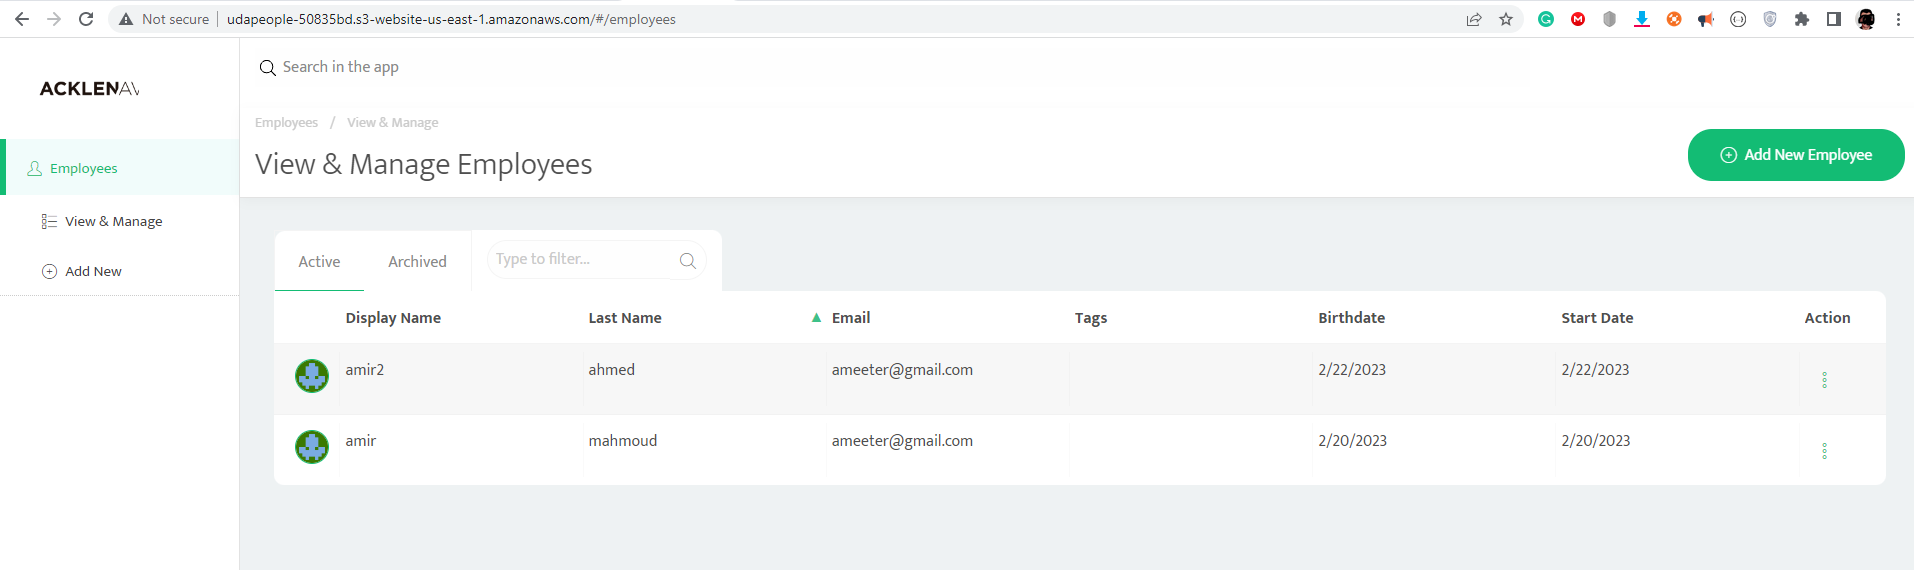 Not secure | udapeople-50835bd.s3-website-us-east-1.amazonaws.com/#/employees
Search in the app
ACKLENAV
Employees / View & Manage
View & Manage Employees
Add New Employee
Employees
View & Manage
Add New
Active Archived Type to filter...
Display Name Last Name ▲ Email Tags Birthdate Start Date Action
amir2 ahmed ameeter@gmail.com 2/22/2023 2/22/2023
amir mahmoud ameeter@gmail.com 2/20/2023 2/20/2023